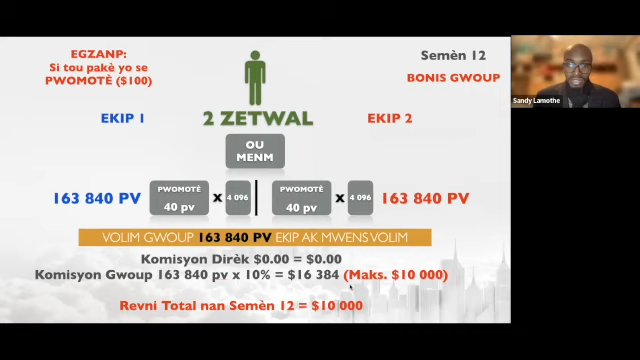 EGZANP:
Si tou pakè yo se
PWOMOTÈ ($100)
Semèn 12
BONIS GWOUP
Sandy Lamothe
EKIP 1
2 ZETWAL
EKIP 2
OU
MENM
163 840 PV
PWOMOTÈ
40 pv
x
4 096
PWOMOTÈ
40 pv
x
4 096
163 840 PV
VOLIM GWOUP 163 840 PV EKIP AK MWENS VOLIM
Komisyon Dirèk $0.00 = $0.00
Komisyon Gwoup 163 840 pv x 10% = $16 384 (Maks. $10 000)
Revni Total nan Semèn 12 = $10 000